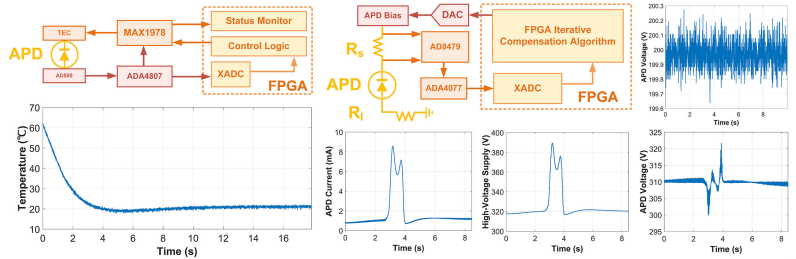 TEC
MAX1978
Status Monitor
Control Logic
APD
AD590
ADA4807
XADC
FPGA
Temperature (℃)
70
60
50
40
30
20
10
0
2
4
6
8
10
12
14
16
Time (s)
APD Bias
DAC
FPGA Iterative
Compensation Algorithm
Rs
AD8479
APD
ADA4077
XADC
Rl
FPGA
APD Voltage (V)
200.3
200.2
200.1
200
199.9
199.8
199.7
199.6
0
2
4
6
8
10
Time (s)
APD Current (mA)
10
8
6
4
2
0
0
2
4
6
8
Time (s)
High-Voltage Supply (V)
400
380
360
340
320
300
0
2
4
6
8
Time (s)
APD Voltage (V)
325
320
315
310
305
300
295
0
2
4
6
8
Time (s)